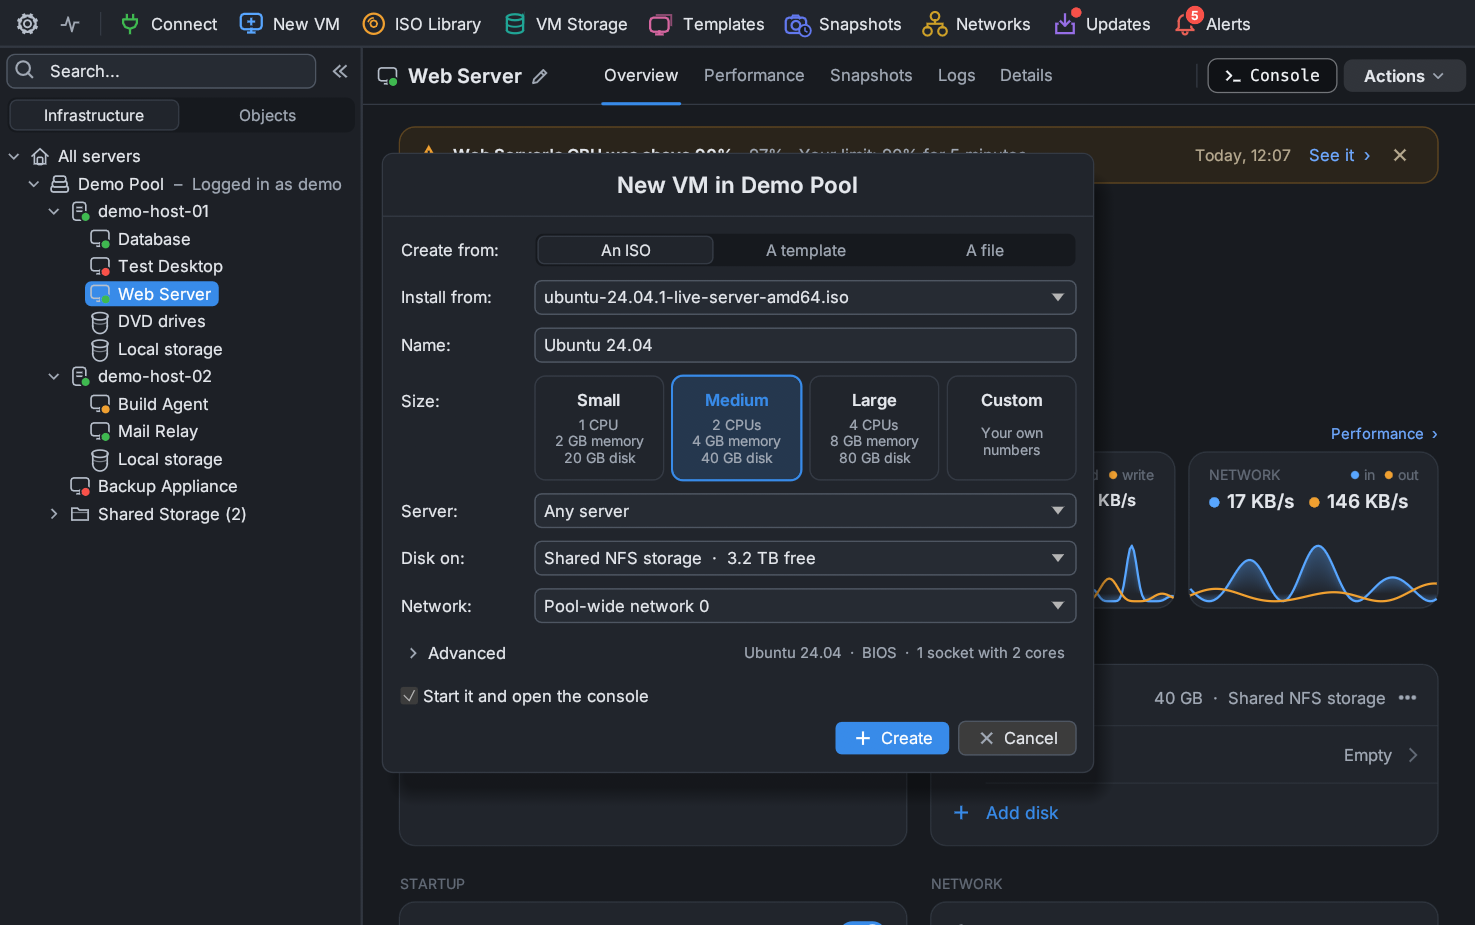 Connect New VM ISO Library VM Storage Templates Snapshots Networks Updates 5 Alerts
Search...
Web Server Overview Performance Snapshots Logs Details Console Actions
Infrastructure Objects
All servers
Demo Pool – Logged in as demo
demo-host-01
Database
Test Desktop
Web Server
DVD drives
Local storage
demo-host-02
Build Agent
Mail Relay
Local storage
Backup Appliance
Shared Storage (2)
Today, 12:07 See it ›
New VM in Demo Pool
Create from: An ISO A template A file
Install from: ubuntu-24.04.1-live-server-amd64.iso
Name: Ubuntu 24.04
Size:
Small
1 CPU
2 GB memory
20 GB disk
Medium
2 CPUs
4 GB memory
40 GB disk
Large
4 CPUs
8 GB memory
80 GB disk
Custom
Your own
numbers
Server: Any server
Disk on: Shared NFS storage · 3.2 TB free
Network: Pool-wide network 0
Advanced Ubuntu 24.04 · BIOS · 1 socket with 2 cores
Start it and open the console
Create Cancel
Performance ›
write
KB/s
NETWORK in out
17 KB/s 146 KB/s
40 GB · Shared NFS storage
Empty
Add disk
STARTUP
NETWORK